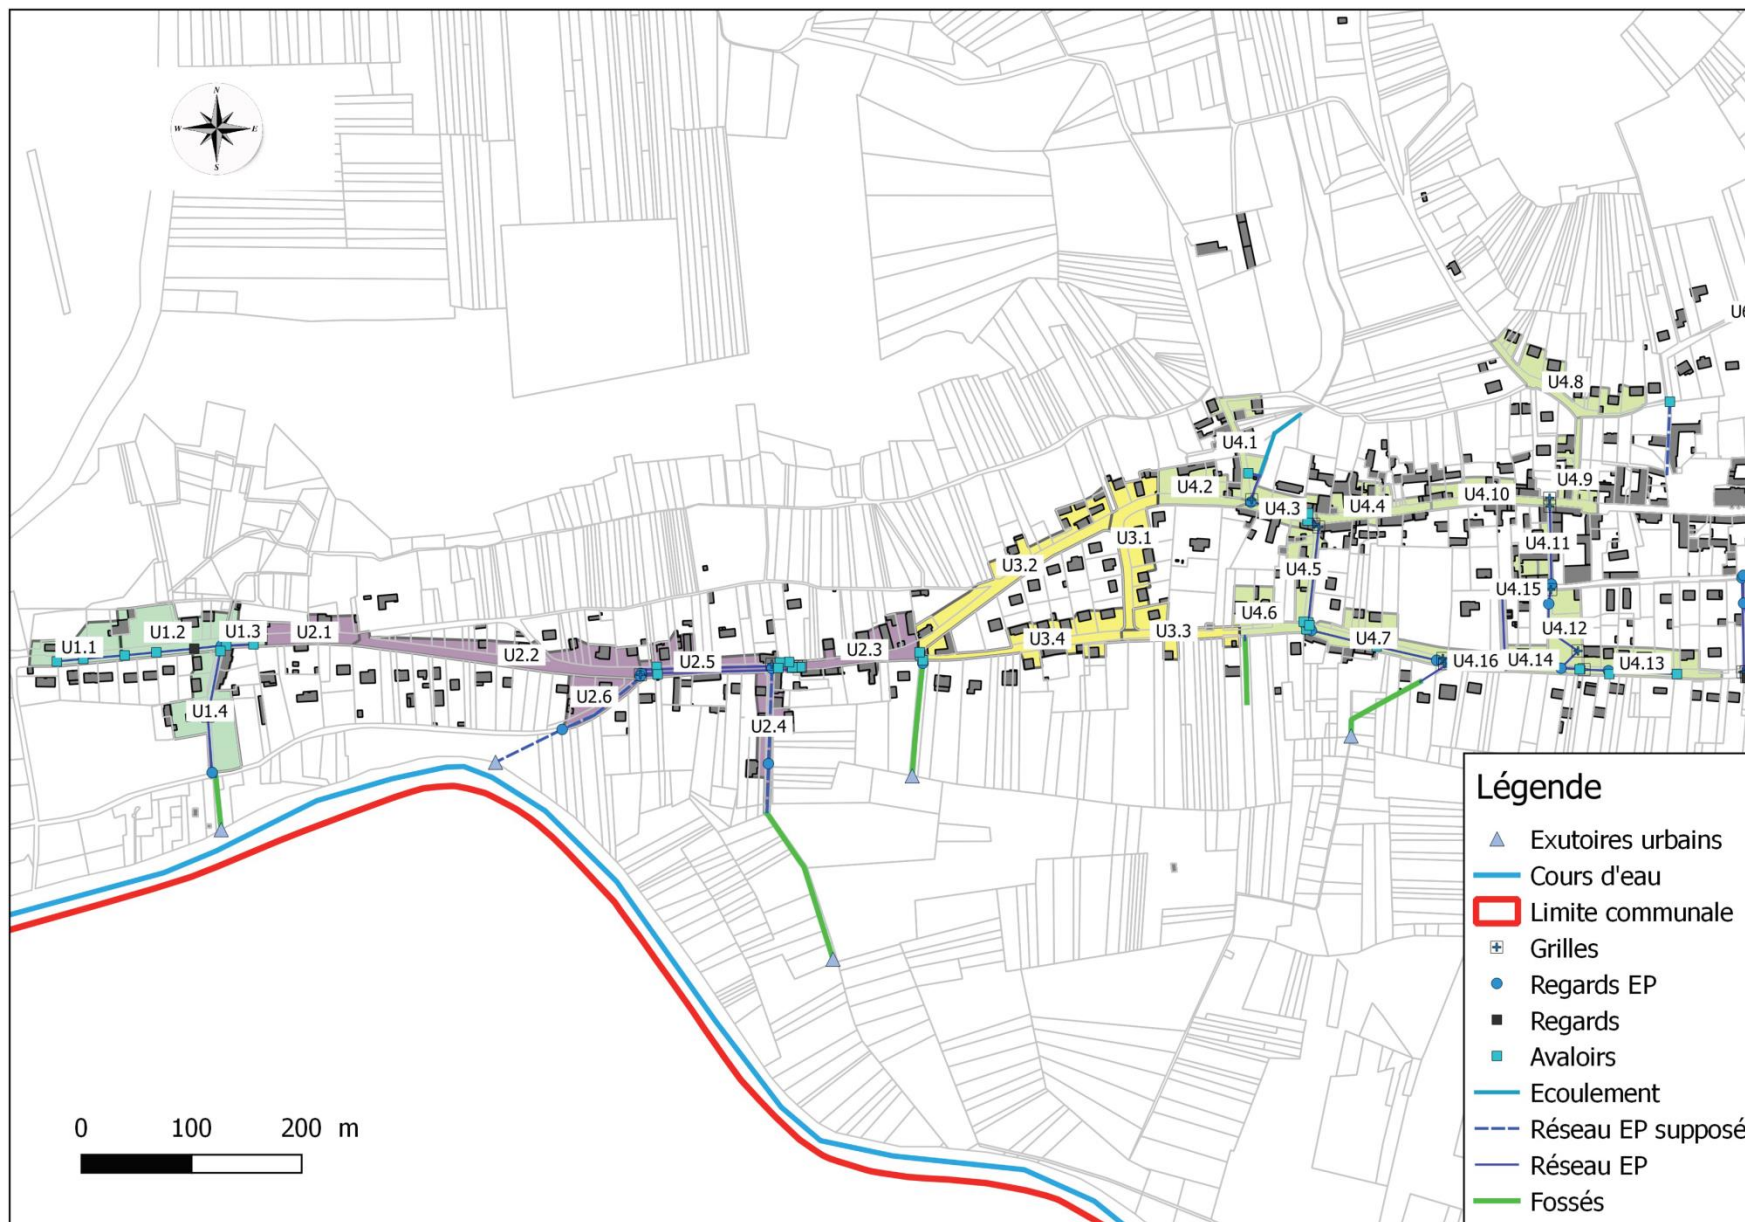 N
W E
S
U6
U4.8
U4.1
U4.2
U4.3
U4.4
U4.10
U4.9
U3.1
U3.2
U4.11
U4.5
U4.15
U4.6
U4.12
U1.1
U1.2
U1.3
U2.1
U2.2
U2.5
U2.3
U3.4
U3.3
U4.7
U4.16
U4.14
U4.13
U2.6
U1.4
U2.4
Légende
Exutoires urbains
Cours d'eau
Limite communale
Grilles
Regards EP
Regards
Avaloirs
Ecoulement
Réseau EP supposé
Réseau EP
Fossés
0 100 200 m